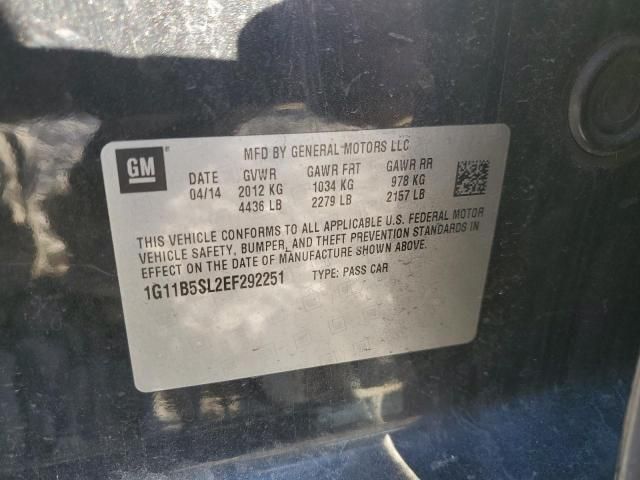 GM
MFD BY GENERAL MOTORS LLC
DATE GVWR GAWR FRT GAWR RR
04/14 2012 KG 1034 KG 978 KG
4436 LB 2279 LB 2157 LB
THIS VEHICLE CONFORMS TO ALL APPLICABLE U.S. FEDERAL MOTOR
VEHICLE SAFETY, BUMPER, AND THEFT PREVENTION STANDARDS IN
EFFECT ON THE DATE OF MANUFACTURE SHOWN ABOVE.
1G11B5SL2EF292251 TYPE: PASS CAR